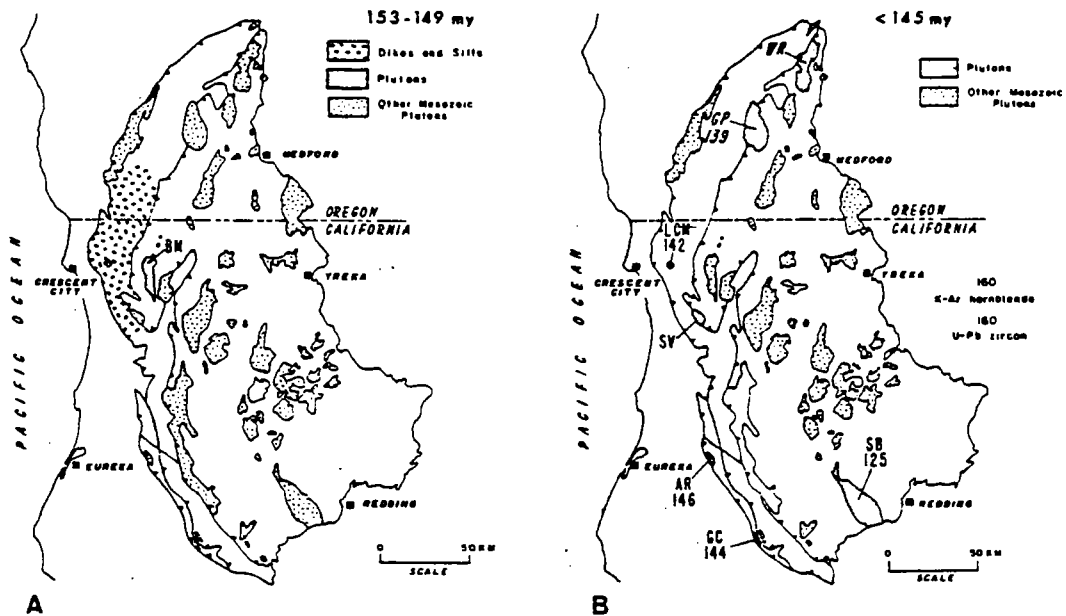 153-149 my
Dikes and Sills
Plutons
Other Mesozoic
Plutons
MEDFORD
OREGON
CALIFORNIA
BM
CRESCENT
CITY
YREKA
PACIFIC OCEAN
EUREKA
REDDING
0 50 KM
SCALE
A
<145 my
Plutons
Other Mesozoic
Plutons
WR
GP
139
MEDFORD
OREGON
CALIFORNIA
LCM
142
CRESCENT
CITY
YREKA
160
K-Ar hornblende
160
U-Pb zircon
SV
PACIFIC OCEAN
SB
125
EUREKA
AR
146
REDDING
GC
144
0 50 KM
SCALE
B